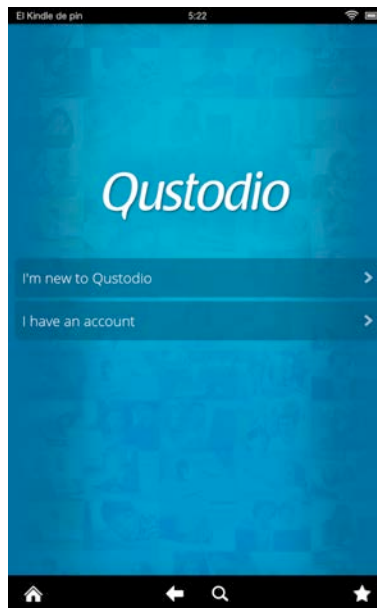 El Kindle de pin 5:22
Qustodio
I'm new to Qustodio
I have an account